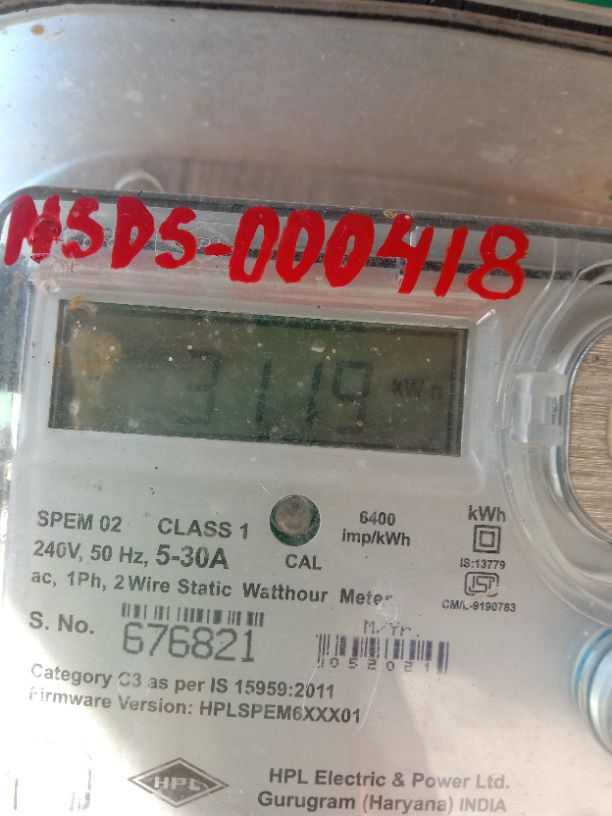 NSDS-000418
3119 kWh
SPEM 02 CLASS 1
240V, 50 Hz, 5-30A
CAL
6400
imp/kWh
kWh
IS:13779
CM/L-9190783
ac, 1Ph, 2 Wire Static Watthour Meter
S. No. 676821
M/Yr.
052021
Category C3 as per IS 15959:2011
Firmware Version: HPLSPEM6XXX01
HPL
HPL Electric & Power Ltd.
Gurugram (Haryana) INDIA